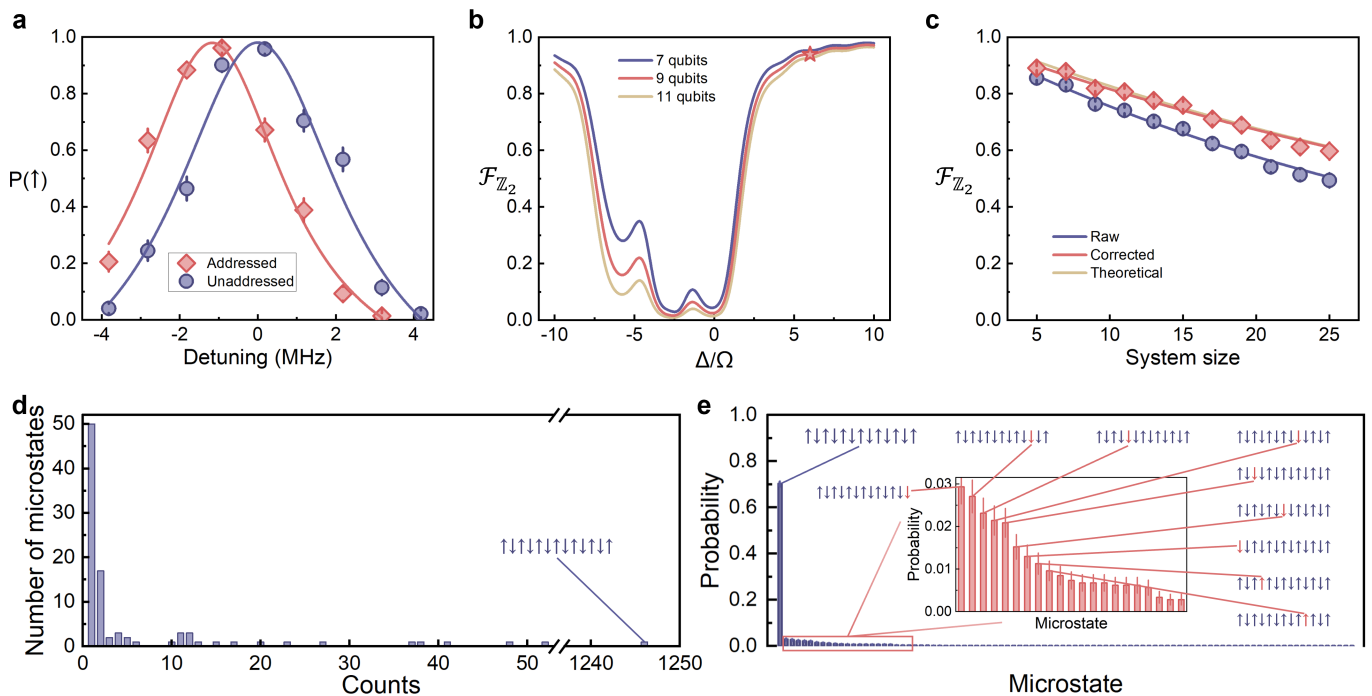 a
P(↑)
1.0
0.8
0.6
0.4
0.2
0.0
Addressed
Unaddressed
-4 -2 0 2 4
Detuning (MHz)
b
ℱ_ℤ₂
1.0
0.8
0.6
0.4
0.2
0.0
7 qubits
9 qubits
11 qubits
-10 -5 0 5 10
Δ/Ω
c
ℱ_ℤ₂
1.0
0.8
0.6
0.4
0.2
0.0
Raw
Corrected
Theoretical
5 10 15 20 25
System size
d
Number of microstates
50
40
30
20
10
0
↑↓↑↓↑↓↑↓↑↓↑↓↑
0 10 20 30 40 50 1240 1250
Counts
e
Probability
1.0
0.8
0.6
0.4
0.2
0.0
↑↓↑↓↑↓↑↓↑↓↑↓↑
Probability
0.03
0.02
0.01
0.00
Microstate
Microstate